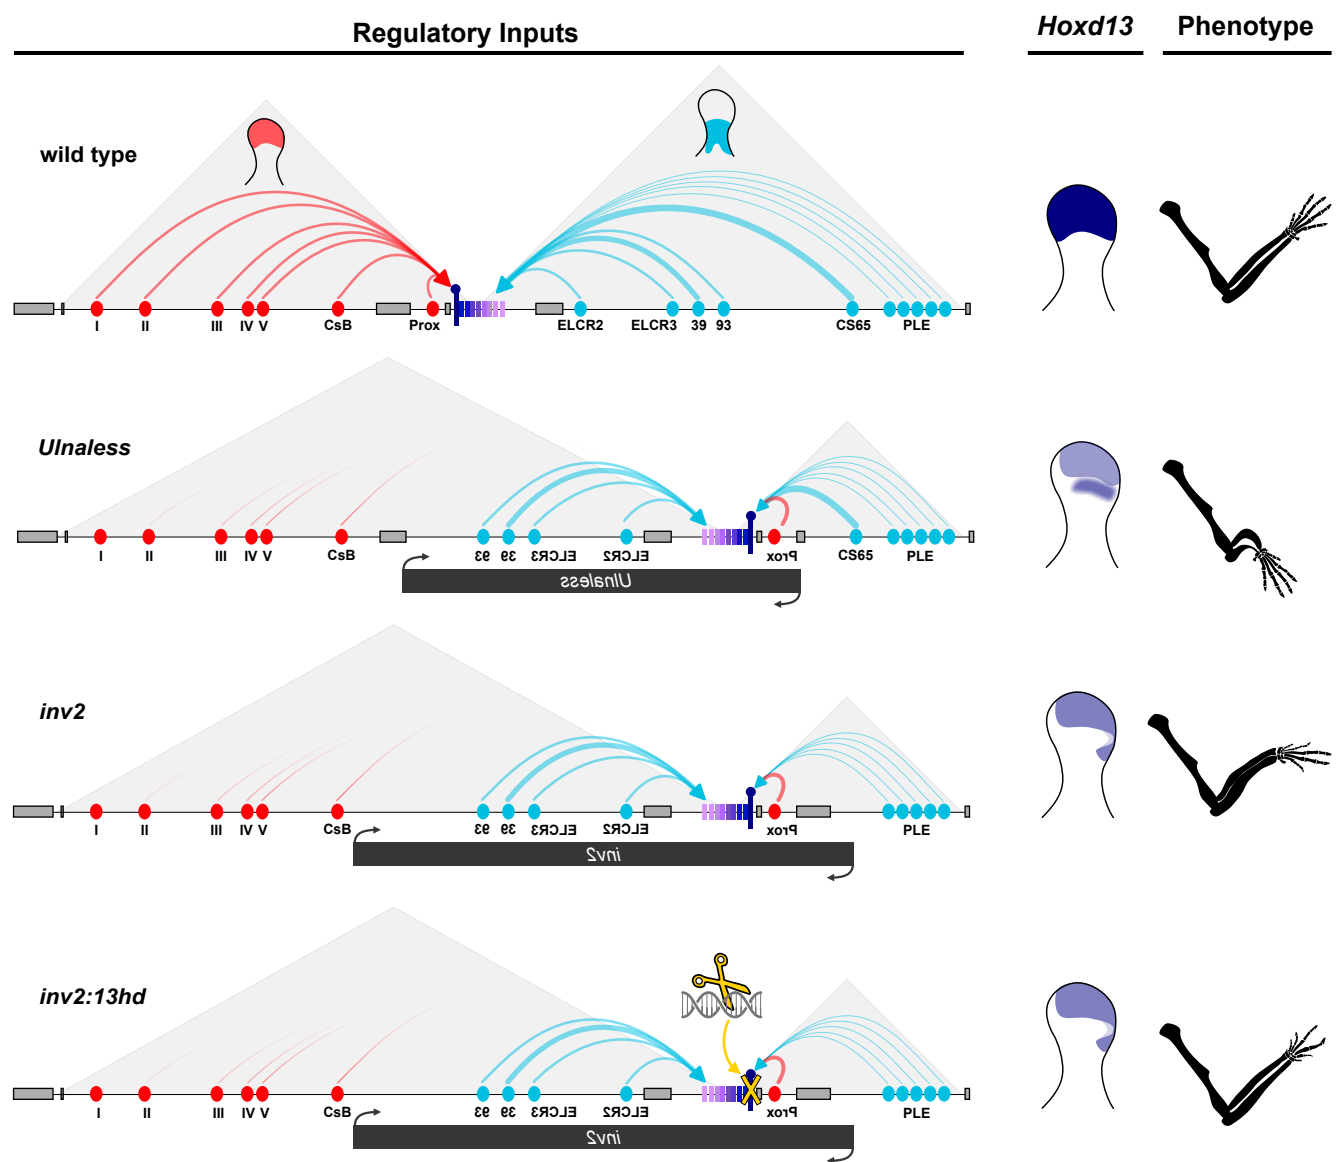 Regulatory Inputs Hoxd13 Phenotype
wild type
I II III IV V CsB Prox ELCR2 ELCR3 39 93 CS65 PLE
Ulnaless
I II III IV V CsB 93 39 ELCR3 ELCR2 Prox CS65 PLE
Ulnaless
inv2
I II III IV V CsB 93 39 ELCR3 ELCR2 Prox PLE
inv2
inv2:13hd
I II III IV V CsB 93 39 ELCR3 ELCR2 Prox PLE
inv2